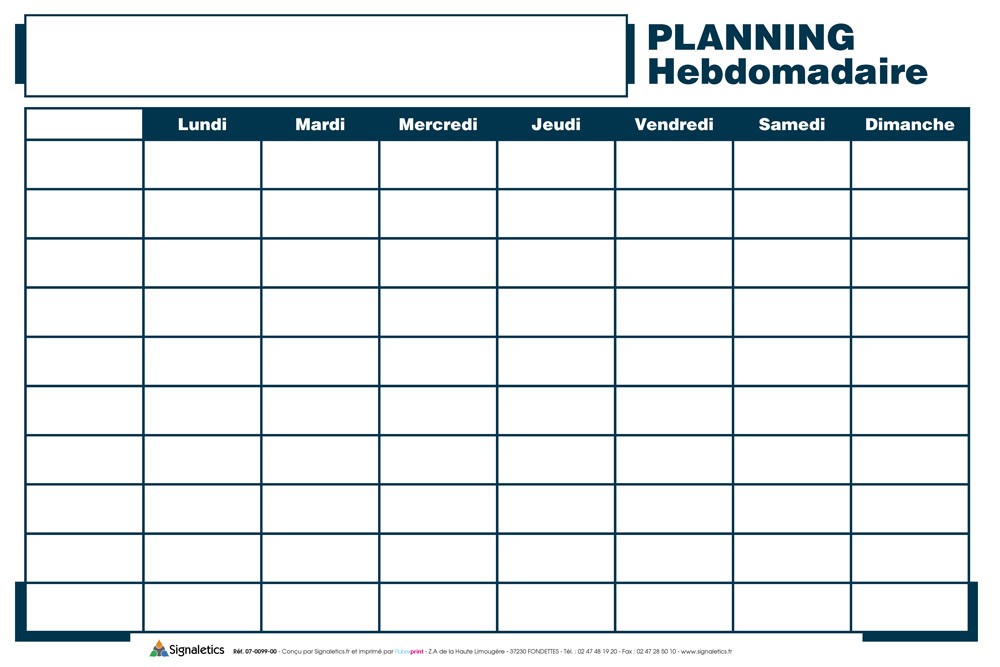 PLANNING
Hebdomadaire
Lundi Mardi Mercredi Jeudi Vendredi Samedi Dimanche
Signaletics Réf. 07-0099-00 - Conçu par Signaletics.fr et imprimé par Futureprint - Z.A de la Haute Limougère - 37230 FONDETTES - Tél. : 02 47 48 19 20 - Fax : 02 47 28 50 10 - www.signaletics.fr